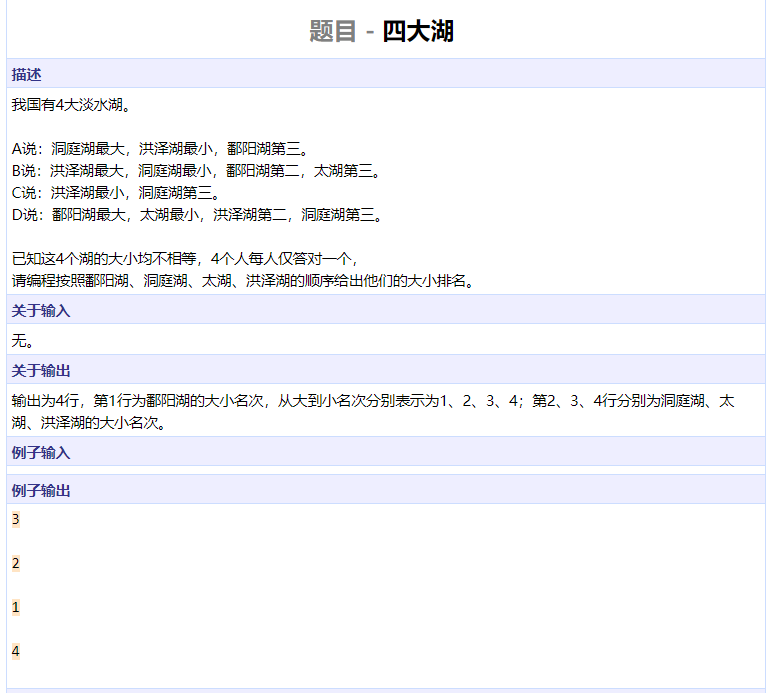 题目 - 四大湖
描述
我国有4大淡水湖。
A说：洞庭湖最大，洪泽湖最小，鄱阳湖第三。
B说：洪泽湖最大，洞庭湖最小，鄱阳湖第二，太湖第三。
C说：洪泽湖最小，洞庭湖第三。
D说：鄱阳湖最大，太湖最小，洪泽湖第二，洞庭湖第三。
已知这4个湖的大小均不相等，4个人每人仅答对一个，
请编程按照鄱阳湖、洞庭湖、太湖、洪泽湖的顺序给出他们的大小排名。
关于输入
无。
关于输出
输出为4行，第1行为鄱阳湖的大小名次，从大到小名次分别表示为1、2、3、4；第2、3、4行分别为洞庭湖、太
湖、洪泽湖的大小名次。
例子输入
例子输出
3
2
1
4